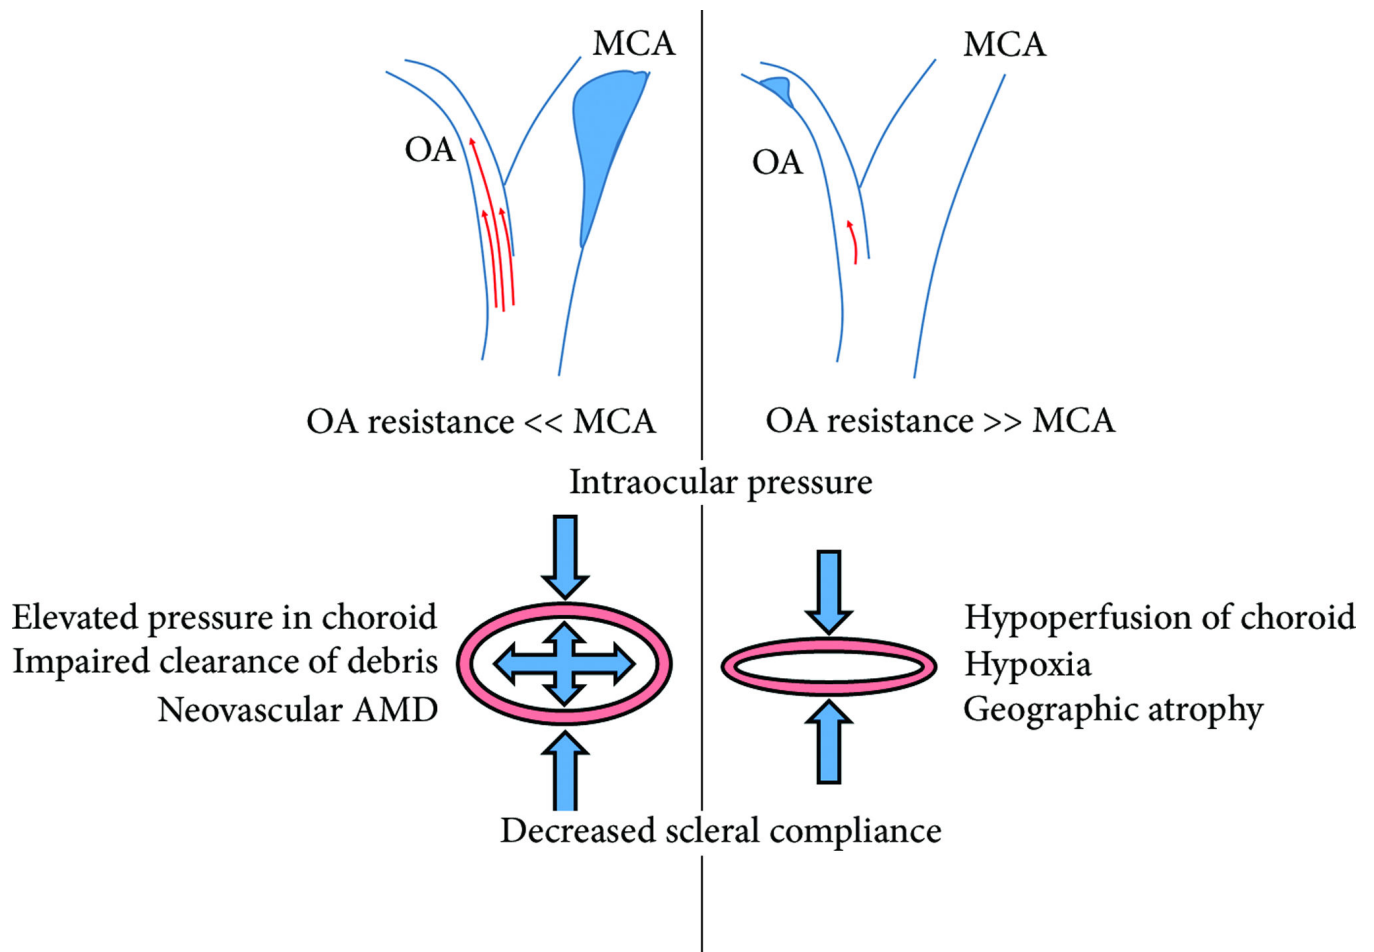 MCA
OA
OA resistance << MCA
MCA
OA
OA resistance >> MCA
Intraocular pressure
Elevated pressure in choroid
Impaired clearance of debris
Neovascular AMD
Hypoperfusion of choroid
Hypoxia
Geographic atrophy
Decreased scleral compliance